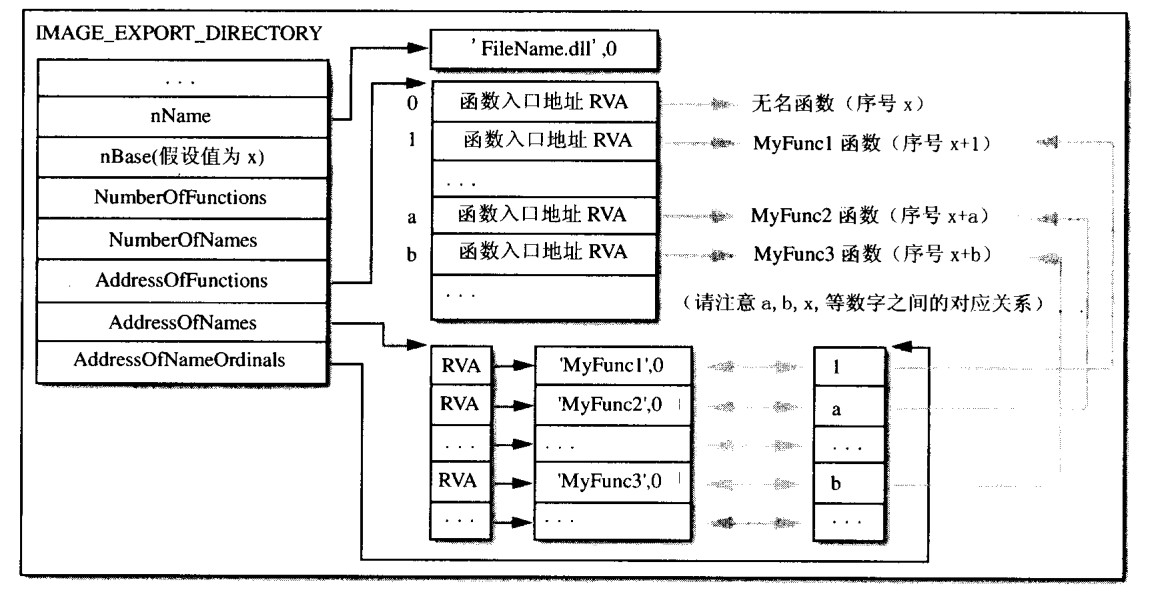 IMAGE_EXPORT_DIRECTORY
...
nName
nBase(假设值为 x)
NumberOfFunctions
NumberOfNames
AddressOfFunctions
AddressOfNames
AddressOfNameOrdinals
'FileName.dll',0
0 函数入口地址 RVA 无名函数（序号 x）
1 函数入口地址 RVA MyFunc1 函数（序号 x+1）
...
a 函数入口地址 RVA MyFunc2 函数（序号 x+a）
b 函数入口地址 RVA MyFunc3 函数（序号 x+b）
...
（请注意 a, b, x, 等数字之间的对应关系）
RVA 'MyFunc1',0 1
RVA 'MyFunc2',0 a
... ... ...
RVA 'MyFunc3',0 b
... ... ...